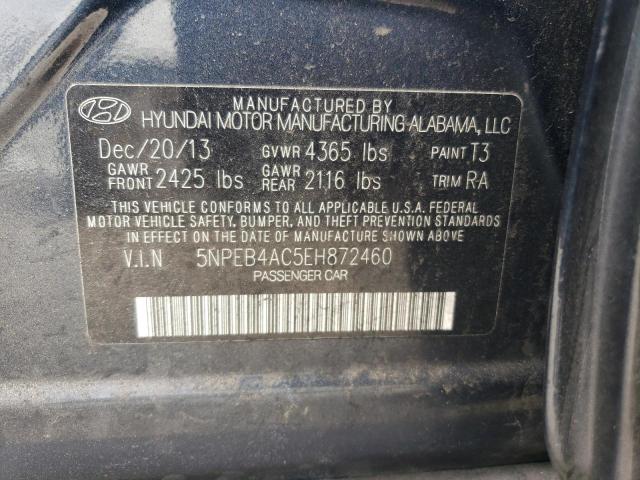 MANUFACTURED BY
HYUNDAI MOTOR MANUFACTURING ALABAMA, LLC
Dec/20/13 GVWR 4365 lbs PAINT T3
GAWR FRONT 2425 lbs GAWR REAR 2116 lbs TRIM RA
THIS VEHICLE CONFORMS TO ALL APPLICABLE U.S.A. FEDERAL
MOTOR VEHICLE SAFETY, BUMPER, AND THEFT PREVENTION STANDARDS
IN EFFECT ON THE DATE OF MANUFACTURE SHOWN ABOVE
V.I.N 5NPEB4AC5EH872460
PASSENGER CAR